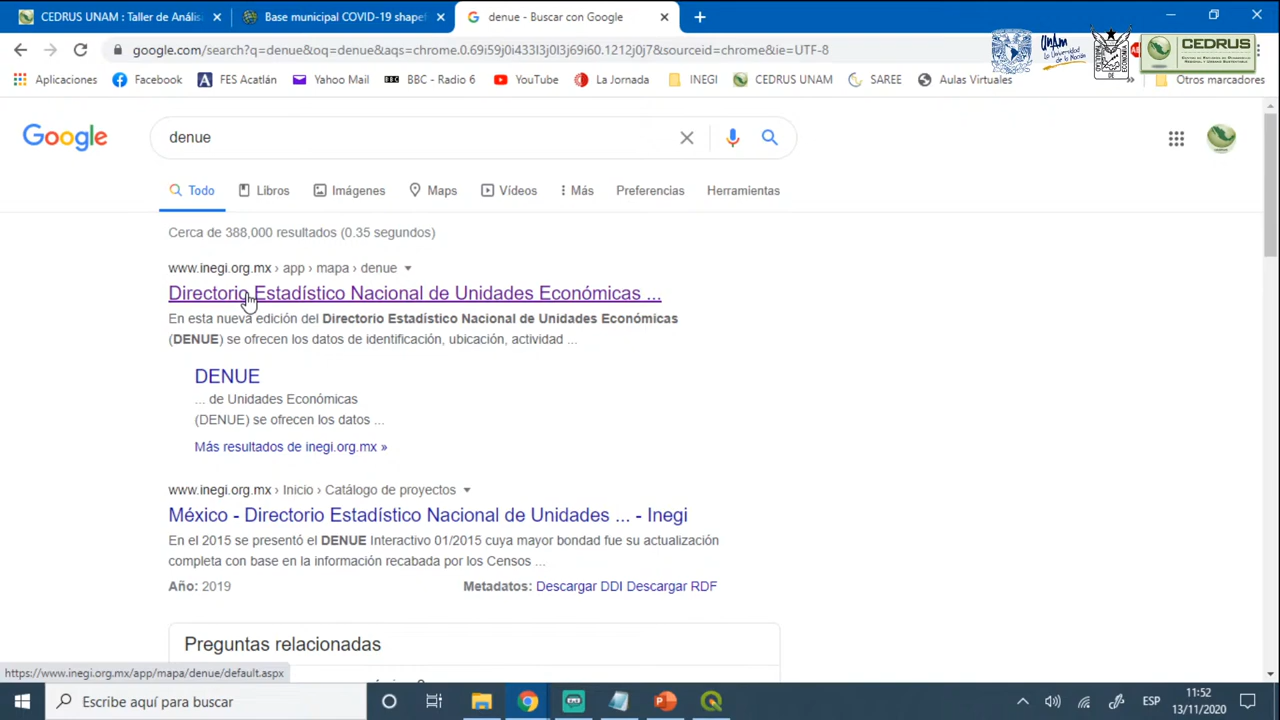 CEDRUS UNAM : Taller de Anális
Base municipal COVID-19 shapef
denue - Buscar con Google
google.com/search?q=denue&oq=denue&aqs=chrome.0.69i59j0i433l3j0l3j69i60.1212j0j7&sourceid=chrome&ie=UTF-8
CEDRUS
Aplicaciones
Facebook
FES Acatlán
Yahoo Mail
BBC - Radio 6
YouTube
La Jornada
INEGI
CEDRUS UNAM
SAREE
Aulas Virtuales
»
Otros marcadores
Google
denue
Todo
Libros
Imágenes
Maps
Vídeos
Más
Preferencias
Herramientas
Cerca de 388,000 resultados (0.35 segundos)
www.inegi.org.mx › app › mapa › denue
Directorio Estadístico Nacional de Unidades Económicas ...
En esta nueva edición del Directorio Estadístico Nacional de Unidades Económicas
(DENUE) se ofrecen los datos de identificación, ubicación, actividad ...
DENUE
... de Unidades Económicas
(DENUE) se ofrecen los datos ...
Más resultados de inegi.org.mx »
www.inegi.org.mx › Inicio › Catálogo de proyectos
México - Directorio Estadístico Nacional de Unidades ... - Inegi
En el 2015 se presentó el DENUE Interactivo 01/2015 cuya mayor bondad fue su actualización
completa con base en la información recabada por los Censos ...
Año: 2019
Metadatos: Descargar DDI Descargar RDF
Preguntas relacionadas
https://www.inegi.org.mx/app/mapa/denue/default.aspx
Escribe aquí para buscar
ESP
11:52
13/11/2020